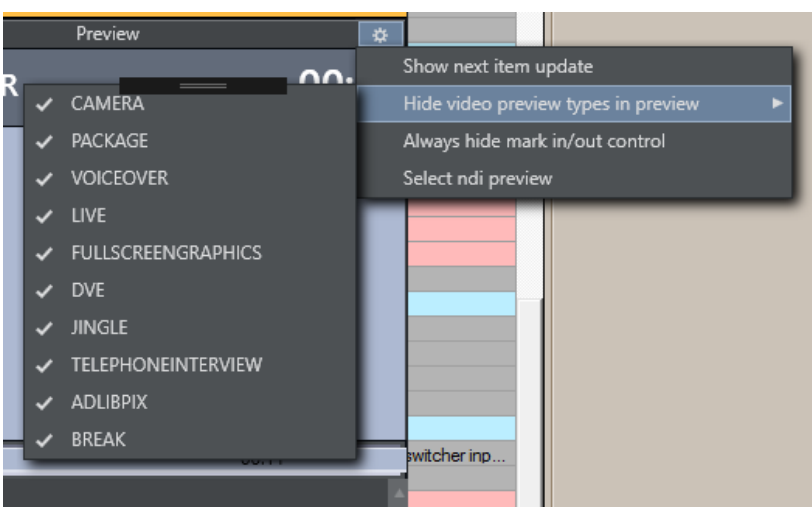 Preview
Show next item update
Hide video preview types in preview
Always hide mark in/out control
Select ndi preview
R
00:
CAMERA
PACKAGE
VOICEOVER
LIVE
FULLSCREENGRAPHICS
DVE
JINGLE
TELEPHONEINTERVIEW
ADLIBPIX
BREAK
switcher inp...